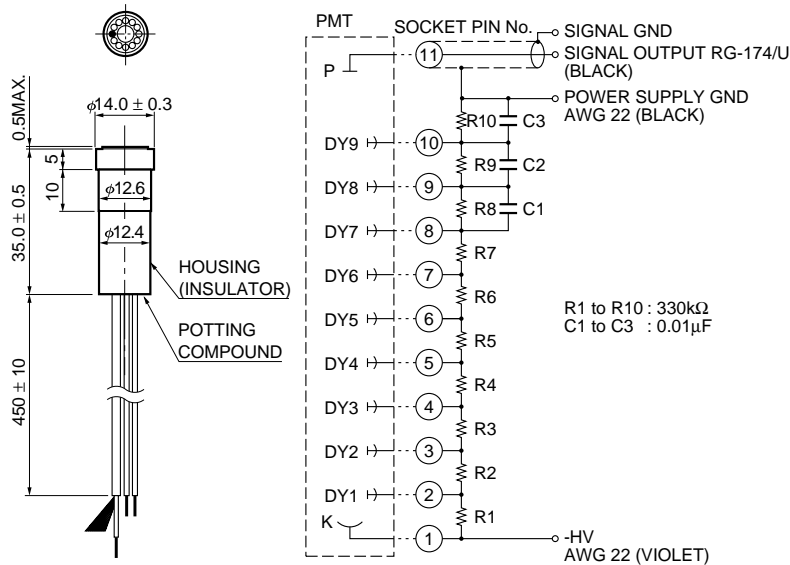 PMT
SOCKET PIN No.
SIGNAL GND
SIGNAL OUTPUT RG-174/U
(BLACK)
POWER SUPPLY GND
AWG 22 (BLACK)
P
11
R10
C3
DY9
10
R9
C2
DY8
9
R8
C1
DY7
8
R7
DY6
7
R6
DY5
6
R5
DY4
5
R4
DY3
4
R3
DY2
3
R2
DY1
2
R1
K
1
-HV
AWG 22 (VIOLET)
R1 to R10 : 330kΩ
C1 to C3 : 0.01µF
0.5MAX.
ϕ14.0 ± 0.3
5
10
ϕ12.6
35.0 ± 0.5
ϕ12.4
HOUSING
(INSULATOR)
POTTING
COMPOUND
450 ± 10